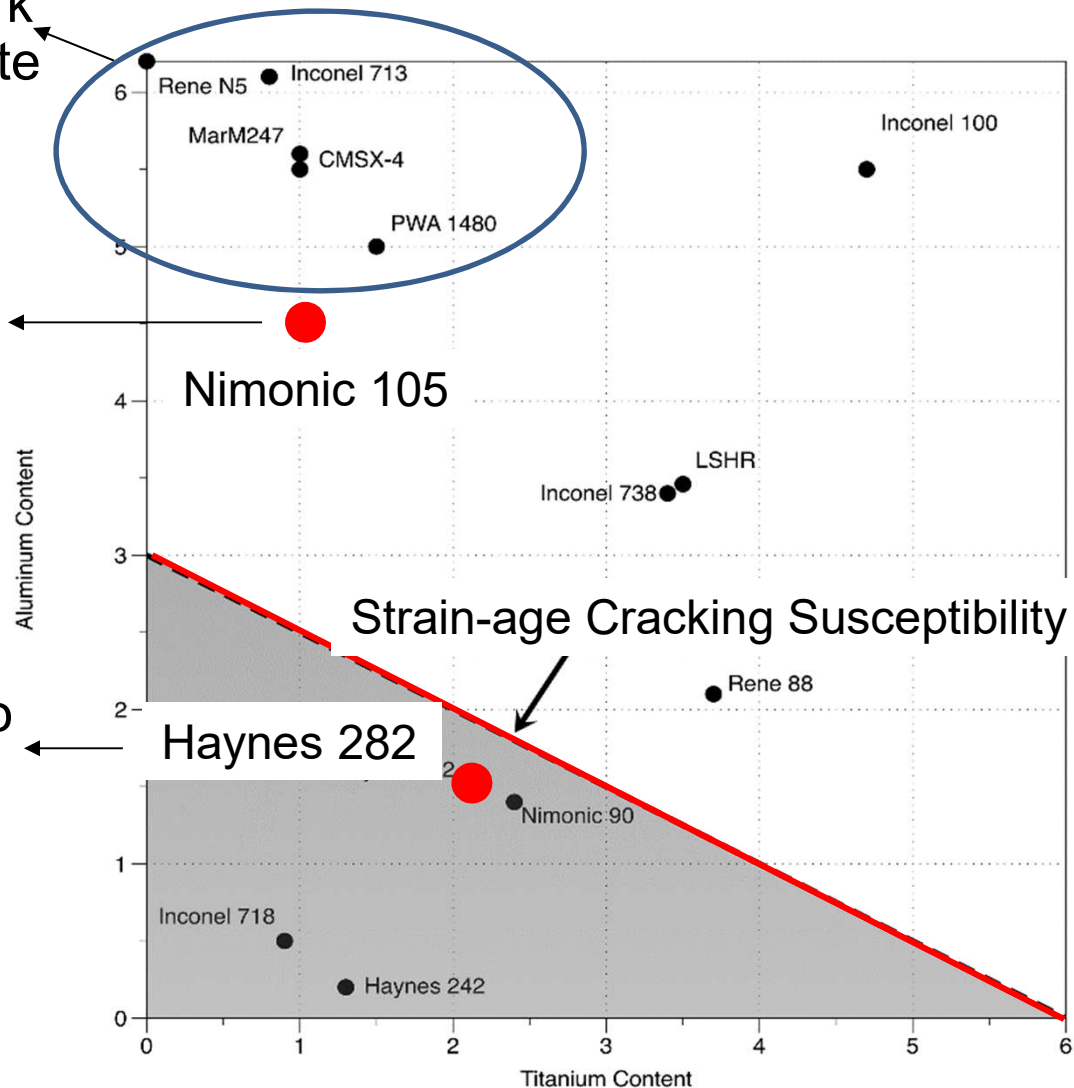 k
te
Rene N5
Inconel 713
MarM247
CMSX-4
PWA 1480
Inconel 100
Nimonic 105
LSHR
Inconel 738
Strain-age Cracking Susceptibility
Rene 88
Haynes 282
2
Nimonic 90
Inconel 718
Haynes 242
Aluminum Content
6
5
4
3
2
1
0
0 1 2 3 4 5 6
Titanium Content